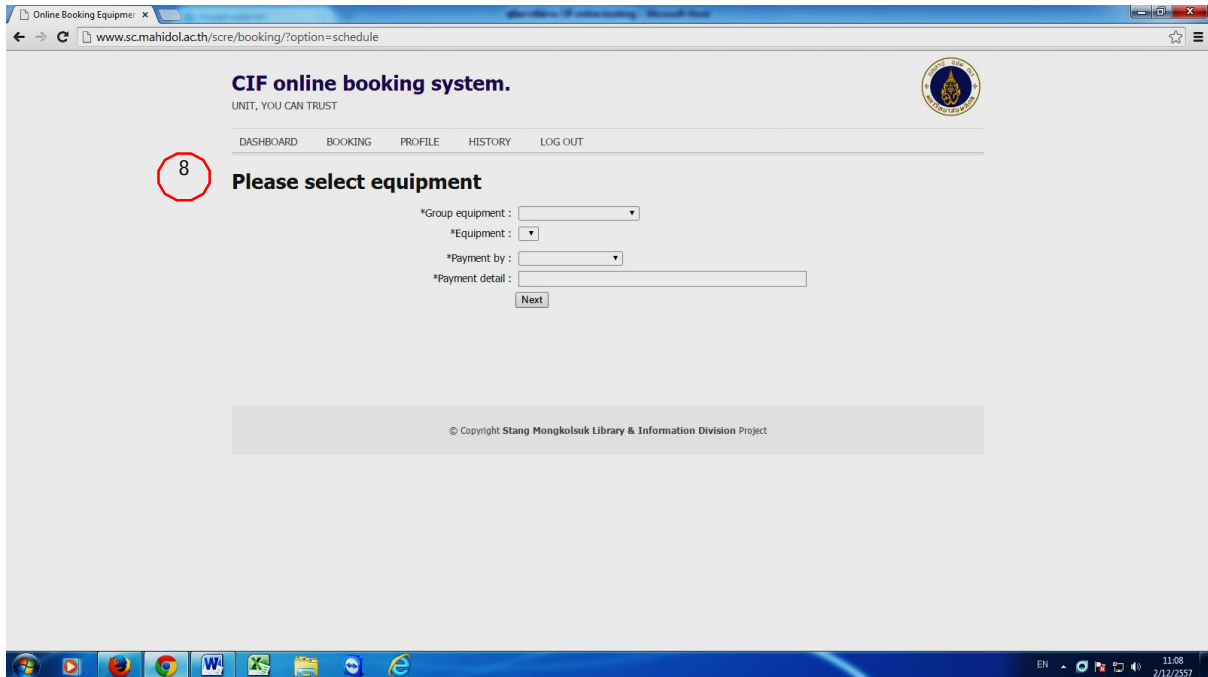 Online Booking Equipmer
www.sc.mahidol.ac.th/scre/booking/?option=schedule
CIF online booking system.
UNIT, YOU CAN TRUST
DASHBOARD BOOKING PROFILE HISTORY LOG OUT
8
Please select equipment
*Group equipment :
*Equipment :
*Payment by :
*Payment detail :
Next
© Copyright Stang Mongkolsuk Library & Information Division Project
EN
11:08
2/12/2557